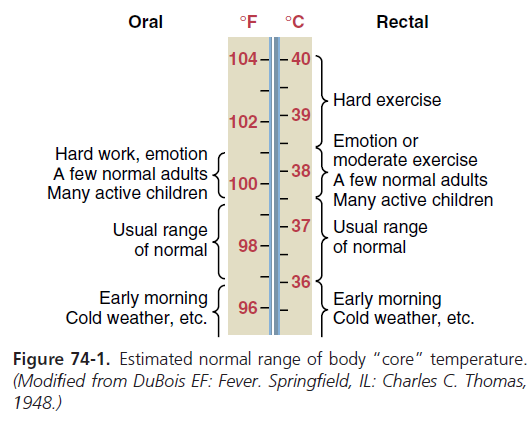 Oral °F °C Rectal
104 40
Hard exercise
102 39
Emotion or
Hard work, emotion moderate exercise
A few normal adults 38 A few normal adults
Many active children 100 Many active children
Usual range 37 Usual range
of normal 98 of normal
36
Early morning 96 Early morning
Cold weather, etc. Cold weather, etc.
Figure 74-1. Estimated normal range of body “core” temperature.
(Modified from DuBois EF: Fever. Springfield, IL: Charles C. Thomas,
1948.)